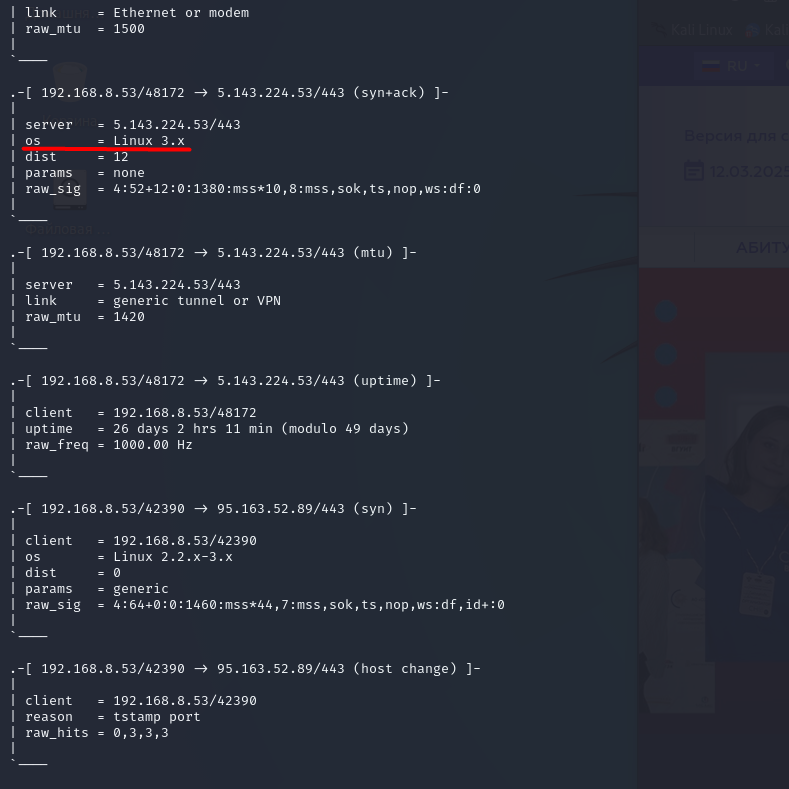 | link     = Ethernet or modem
| raw_mtu  = 1500
|
`____
.-[ 192.168.8.53/48172 -> 5.143.224.53/443 (syn+ack) ]-
|
| server   = 5.143.224.53/443
| os       = Linux 3.x
| dist     = 12
| params   = none
| raw_sig  = 4:52+12:0:1380:mss*10,8:mss,sok,ts,nop,ws:df:0
|
`____
.-[ 192.168.8.53/48172 -> 5.143.224.53/443 (mtu) ]-
|
| server   = 5.143.224.53/443
| link     = generic tunnel or VPN
| raw_mtu  = 1420
|
`____
.-[ 192.168.8.53/48172 -> 5.143.224.53/443 (uptime) ]-
|
| client   = 192.168.8.53/48172
| uptime   = 26 days 2 hrs 11 min (modulo 49 days)
| raw_freq = 1000.00 Hz
|
`____
.-[ 192.168.8.53/42390 -> 95.163.52.89/443 (syn) ]-
|
| client   = 192.168.8.53/42390
| os       = Linux 2.2.x-3.x
| dist     = 0
| params   = generic
| raw_sig  = 4:64+0:0:1460:mss*44,7:mss,sok,ts,nop,ws:df,id+:0
|
`____
.-[ 192.168.8.53/42390 -> 95.163.52.89/443 (host change) ]-
|
| client   = 192.168.8.53/42390
| reason   = tstamp port
| raw_hits = 0,3,3,3
|
`____
Kali Linux
RU
Версия для с
12.03.2025
АБИТУ